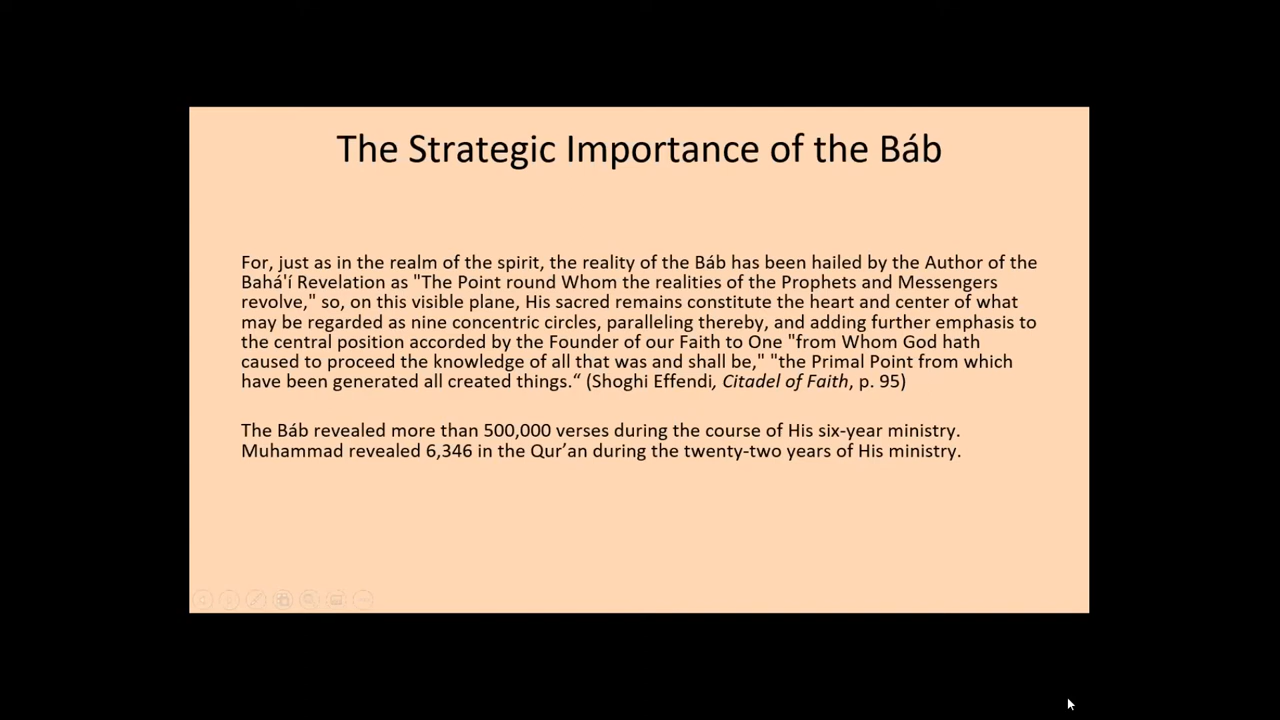 The Strategic Importance of the Báb
For, just as in the realm of the spirit, the reality of the Báb has been hailed by the Author of the
Bahá'í Revelation as "The Point round Whom the realities of the Prophets and Messengers
revolve," so, on this visible plane, His sacred remains constitute the heart and center of what
may be regarded as nine concentric circles, paralleling thereby, and adding further emphasis to
the central position accorded by the Founder of our Faith to One "from Whom God hath
caused to proceed the knowledge of all that was and shall be," "the Primal Point from which
have been generated all created things.“ (Shoghi Effendi, Citadel of Faith, p. 95)
The Báb revealed more than 500,000 verses during the course of His six-year ministry.
Muhammad revealed 6,346 in the Qur’an during the twenty-two years of His ministry.